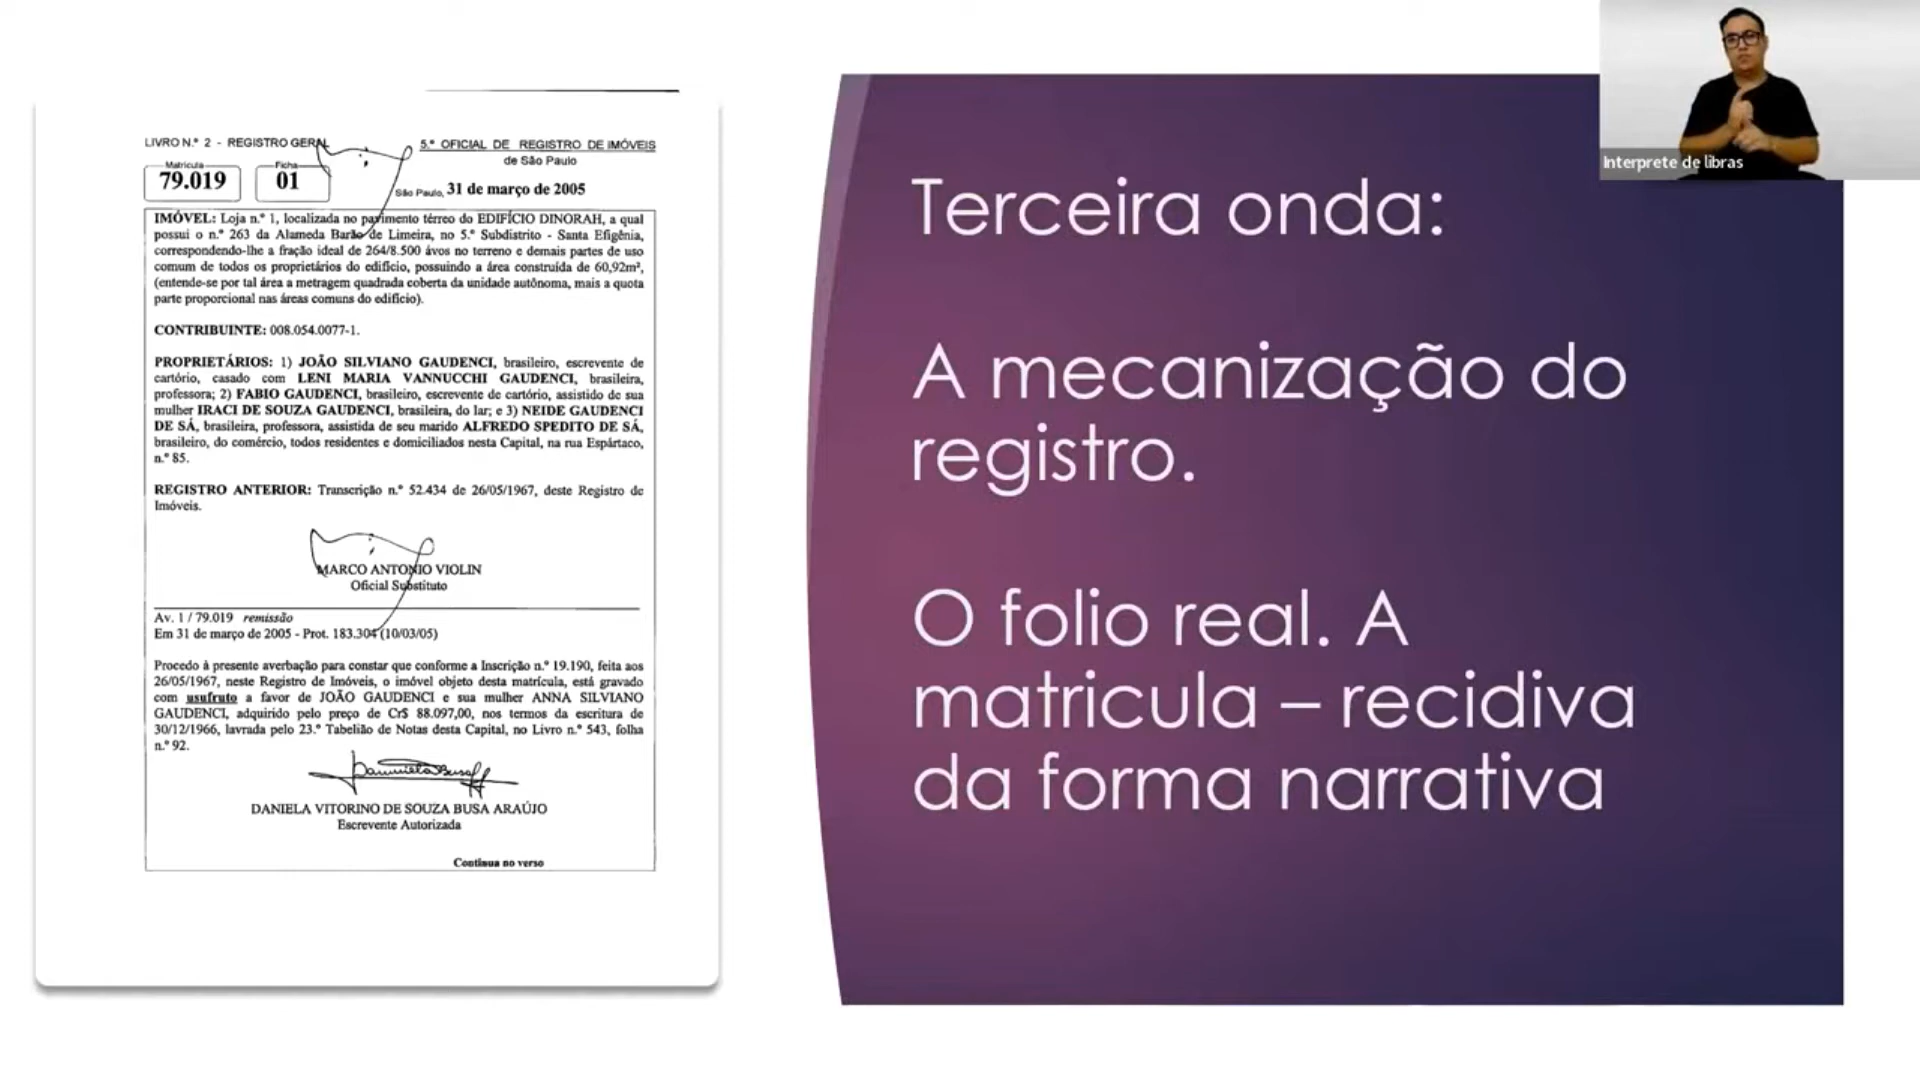 LIVRO N.º 2 - REGISTRO GERAL
5.º OFICIAL DE REGISTRO DE IMÓVEIS
de São Paulo
Matrícula
79.019
Ficha
01
São Paulo, 31 de março de 2005
IMÓVEL: Loja n.º 1, localizada no pavimento térreo do EDIFÍCIO DINORAH, a qual
possui o n.º 263 da Alameda Barão de Limeira, no 5.º Subdistrito - Santa Efigênia,
correspondendo-lhe a fração ideal de 264/8.500 ávos no terreno e demais partes de uso
comum de todos os proprietários do edifício, possuindo a área construída de 60,92m²,
(entende-se por tal área a metragem quadrada coberta da unidade autônoma, mais a quota
parte proporcional nas áreas comuns do edifício).
CONTRIBUINTE: 008.054.0077-1.
PROPRIETÁRIOS: 1) JOÃO SILVIANO GAUDENCI, brasileiro, escrevente de
cartório, casado com LENI MARIA VANNUCCHI GAUDENCI, brasileira,
professora; 2) FABIO GAUDENCI, brasileiro, escrevente de cartório, assistido de sua
mulher IRACI DE SOUZA GAUDENCI, brasileira, do lar; e 3) NEIDE GAUDENCI
DE SÁ, brasileira, professora, assistida de seu marido ALFREDO SPEDITO DE SÁ,
brasileiro, do comércio, todos residentes e domiciliados nesta Capital, na rua Espártaco,
n.º 85.
REGISTRO ANTERIOR: Transcrição n.º 52.434 de 26/05/1967, deste Registro de
Imóveis.
MARCO ANTONIO VIOLIN
Oficial Substituto
Av. 1 / 79.019 remissão
Em 31 de março de 2005 - Prot. 183.304 (10/03/05)
Procedo à presente averbação para constar que conforme a Inscrição n.º 19.190, feita aos
26/05/1967, neste Registro de Imóveis, o imóvel objeto desta matrícula, está gravado
com usufruto a favor de JOÃO GAUDENCI e sua mulher ANNA SILVIANO
GAUDENCI, adquirido pelo preço de Cr$ 88.097,00, nos termos da escritura de
30/12/1966, lavrada pelo 23.º Tabelião de Notas desta Capital, no Livro n.º 543, folha
n.º 92.
DANIELA VITORINO DE SOUZA BUSA ARAÚJO
Escrevente Autorizada
Continua no verso
Terceira onda:
A mecanização do
registro.
O folio real. A
matricula – recidiva
da forma narrativa
Interprete de libras